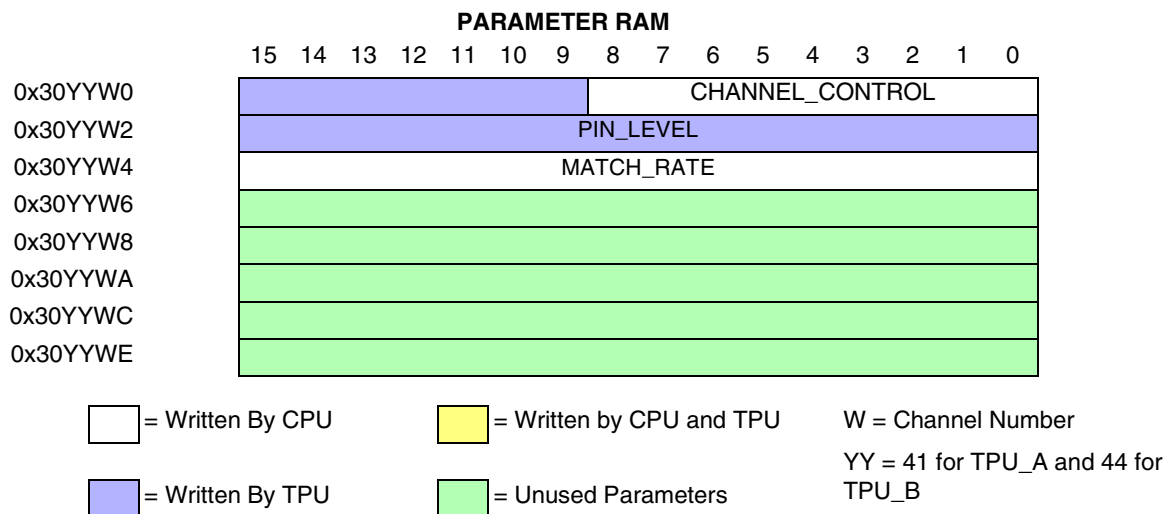 PARAMETER RAM
15 14 13 12 11 10 9 8 7 6 5 4 3 2 1 0
0x30YYW0 CHANNEL_CONTROL
0x30YYW2 PIN_LEVEL
0x30YYW4 MATCH_RATE
0x30YYW6
0x30YYW8
0x30YYWA
0x30YYWC
0x30YYWE
= Written By CPU = Written by CPU and TPU W = Channel Number
YY = 41 for TPU_A and 44 for
= Written By TPU = Unused Parameters TPU_B